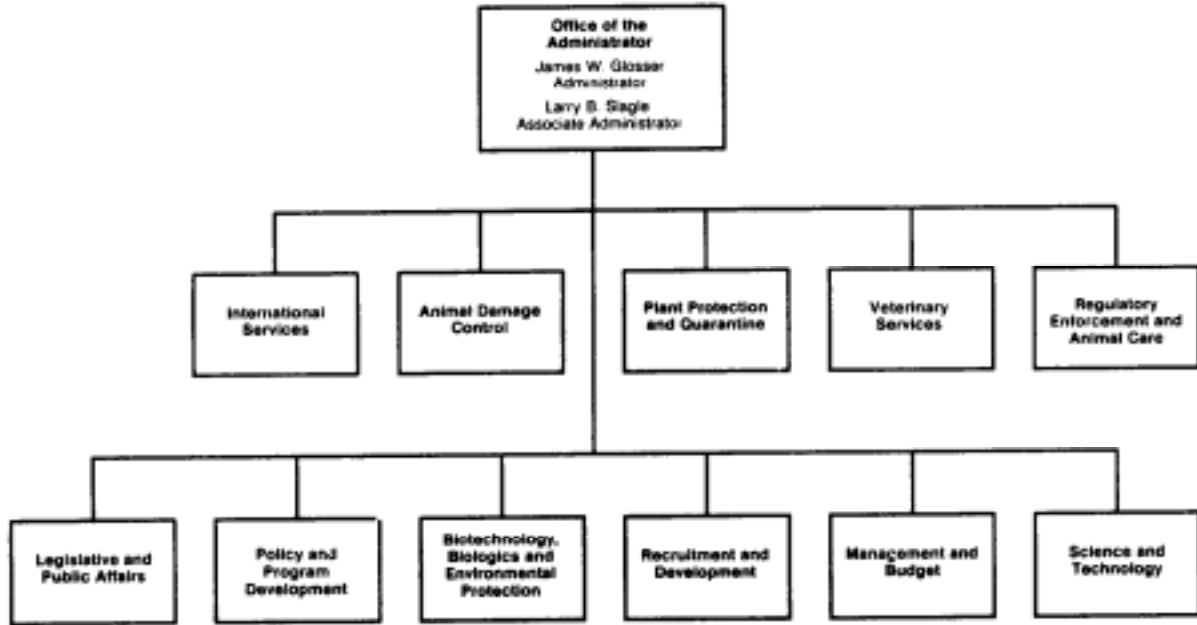 Office of the
Administrator
James W. Glosser
Administrator
Larry B. Slagle
Associate Administrator
International
Services
Animal Damage
Control
Plant Protection
and Quarantine
Veterinary
Services
Regulatory
Enforcement and
Animal Care
Legislative and
Public Affairs
Policy and
Program
Development
Biotechnology,
Biologics and
Environmental
Protection
Recruitment and
Development
Management and
Budget
Science and
Technology